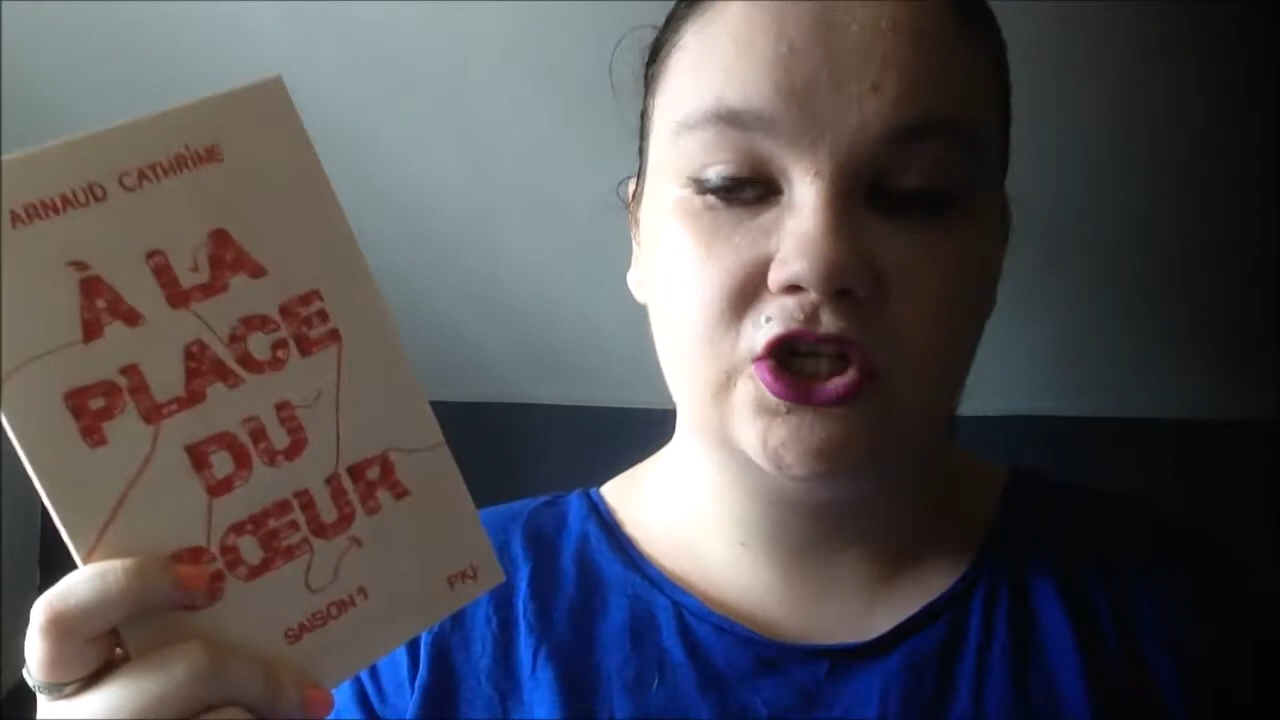 ARNAUD CATHRINE
À LA
PLACE
DU
CŒUR
SAISON 1
PKJ